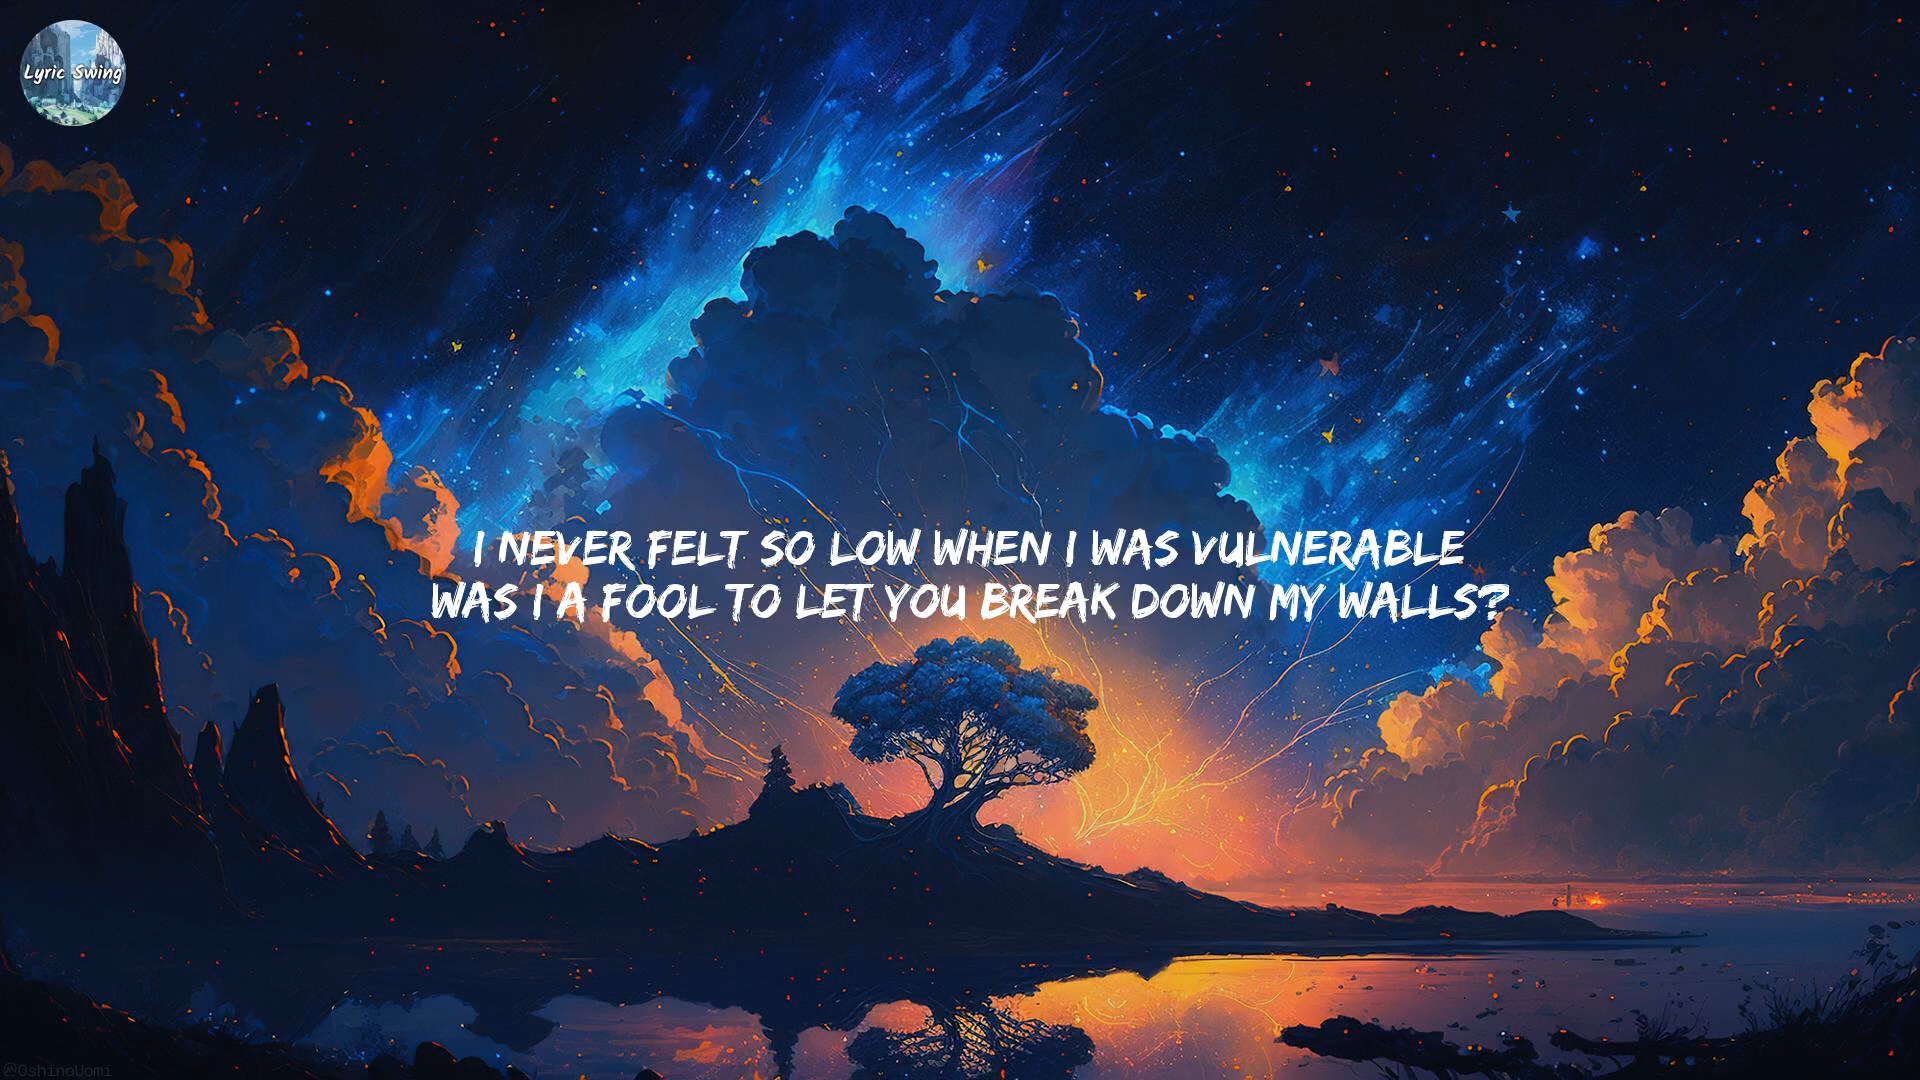 Lyric Swing
I NEVER FELT SO LOW WHEN I WAS VULNERABLE
WAS I A FOOL TO LET YOU BREAK DOWN MY WALLS?
@OshinoUomi